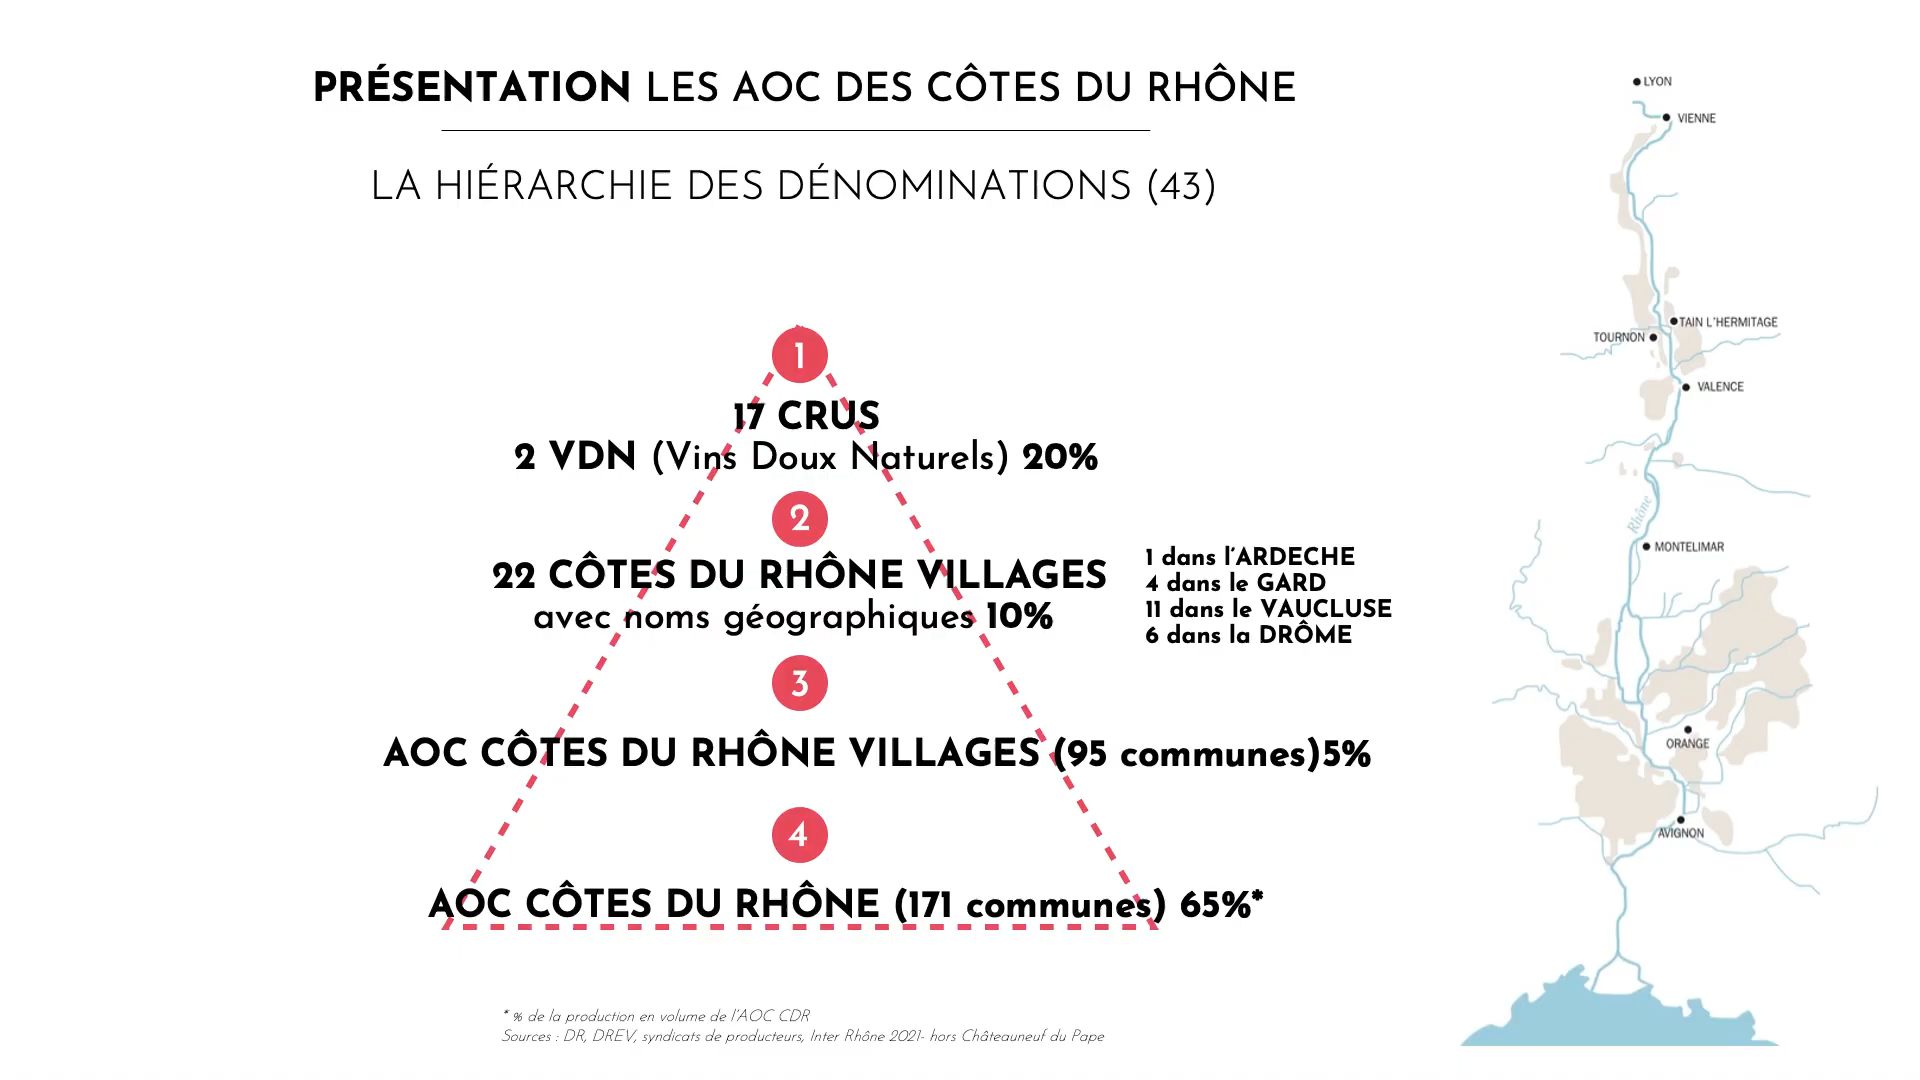 PRÉSENTATION LES AOC DES CÔTES DU RHÔNE
LA HIÉRARCHIE DES DÉNOMINATIONS (43)
1
17 CRUS
2 VDN (Vins Doux Naturels) 20%
2
22 CÔTES DU RHÔNE VILLAGES
avec noms géographiques 10%
1 dans l'ARDECHE
4 dans le GARD
11 dans le VAUCLUSE
6 dans la DRÔME
3
AOC CÔTES DU RHÔNE VILLAGES (95 communes)5%
4
AOC CÔTES DU RHÔNE (171 communes) 65%*
* % de la production en volume de l'AOC CDR
Sources : DR, DREV, syndicats de producteurs, Inter Rhône 2021- hors Châteauneuf du Pape
LYON
VIENNE
TAIN L'HERMITAGE
TOURNON
VALENCE
Rhône
MONTELIMAR
ORANGE
AVIGNON